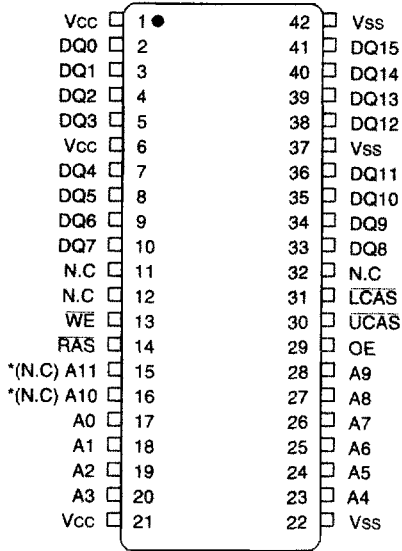 Vcc 1 42 Vss
DQ0 2 41 DQ15
DQ1 3 40 DQ14
DQ2 4 39 DQ13
DQ3 5 38 DQ12
Vcc 6 37 Vss
DQ4 7 36 DQ11
DQ5 8 35 DQ10
DQ6 9 34 DQ9
DQ7 10 33 DQ8
N.C 11 32 N.C
N.C 12 31 L̅C̅A̅S̅
W̅E̅ 13 30 U̅C̅A̅S̅
R̅A̅S̅ 14 29 OE
*(N.C) A11 15 28 A9
*(N.C) A10 16 27 A8
A0 17 26 A7
A1 18 25 A6
A2 19 24 A5
A3 20 23 A4
Vcc 21 22 Vss